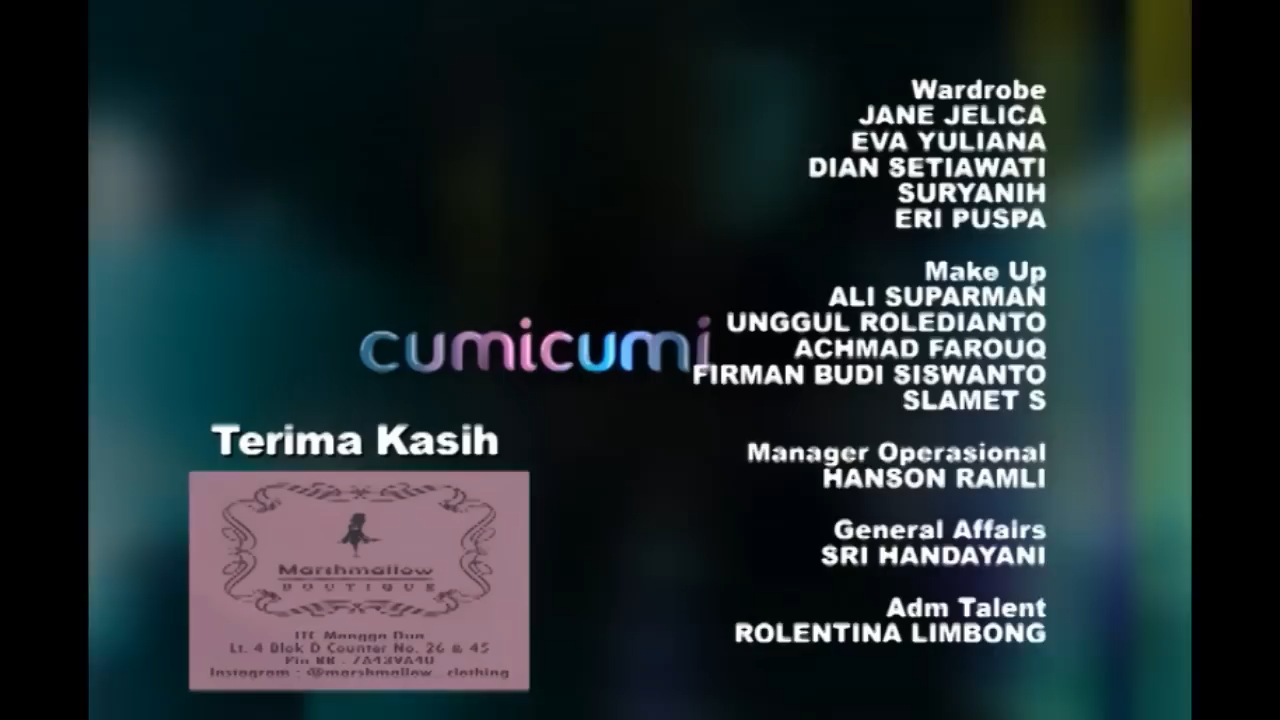 Wardrobe
JANE JELICA
EVA YULIANA
DIAN SETIAWATI
SURYANIH
ERI PUSPA
Make Up
ALI SUPARMAN
UNGGUL ROLEDIANTO
ACHMAD FAROUQ
FIRMAN BUDI SISWANTO
SLAMET S
Manager Operasional
HANSON RAMLI
General Affairs
SRI HANDAYANI
Adm Talent
ROLENTINA LIMBONG
cumicumi
Terima Kasih
Marshmallow
BOUTIQUE
ITC Mangga Dua
Lt. 4 Blok D Counter No. 26 & 45
Pin BB :
Instagram : @marshmallow_clothing